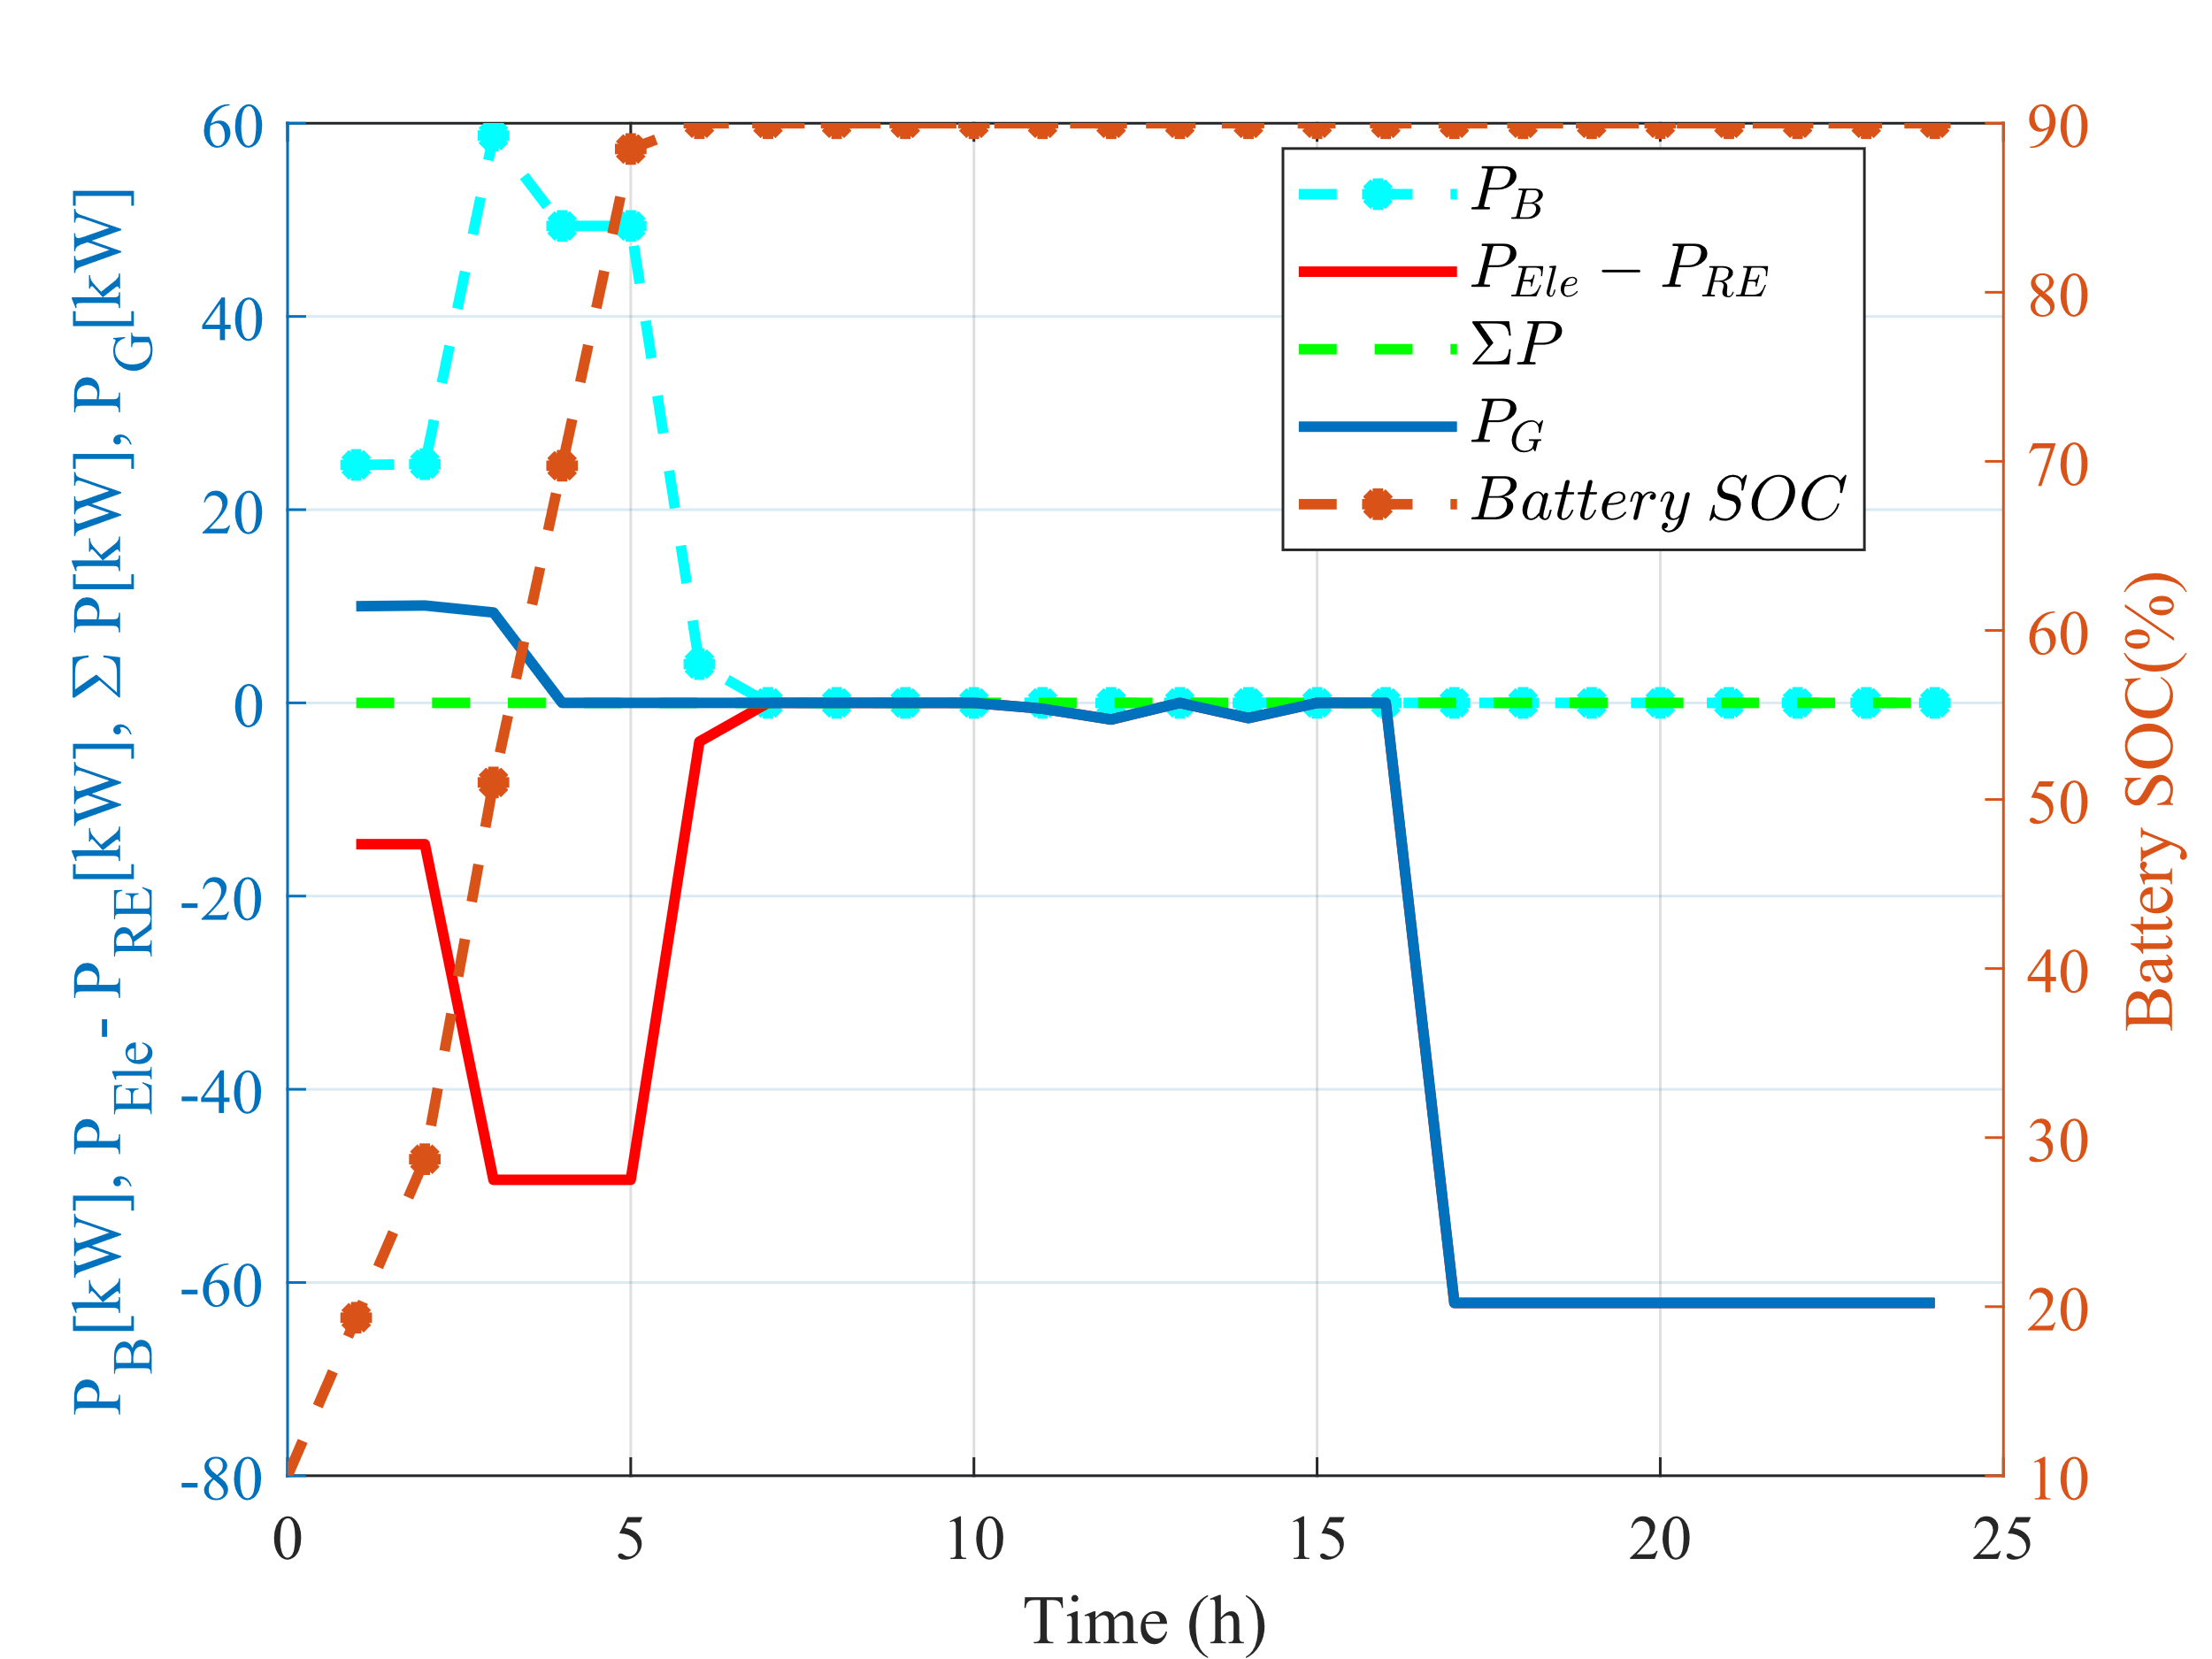 60
40
20
0
-20
-40
-60
-80
P_B[kW], P_Ele-P_RE[kW], Σ P[kW], P_G[kW]
90
80
70
60
50
40
30
20
10
Battery SOC(%)
P_B
P_Ele − P_RE
ΣP
P_G
Battery SOC
0 5 10 15 20 25
Time (h)